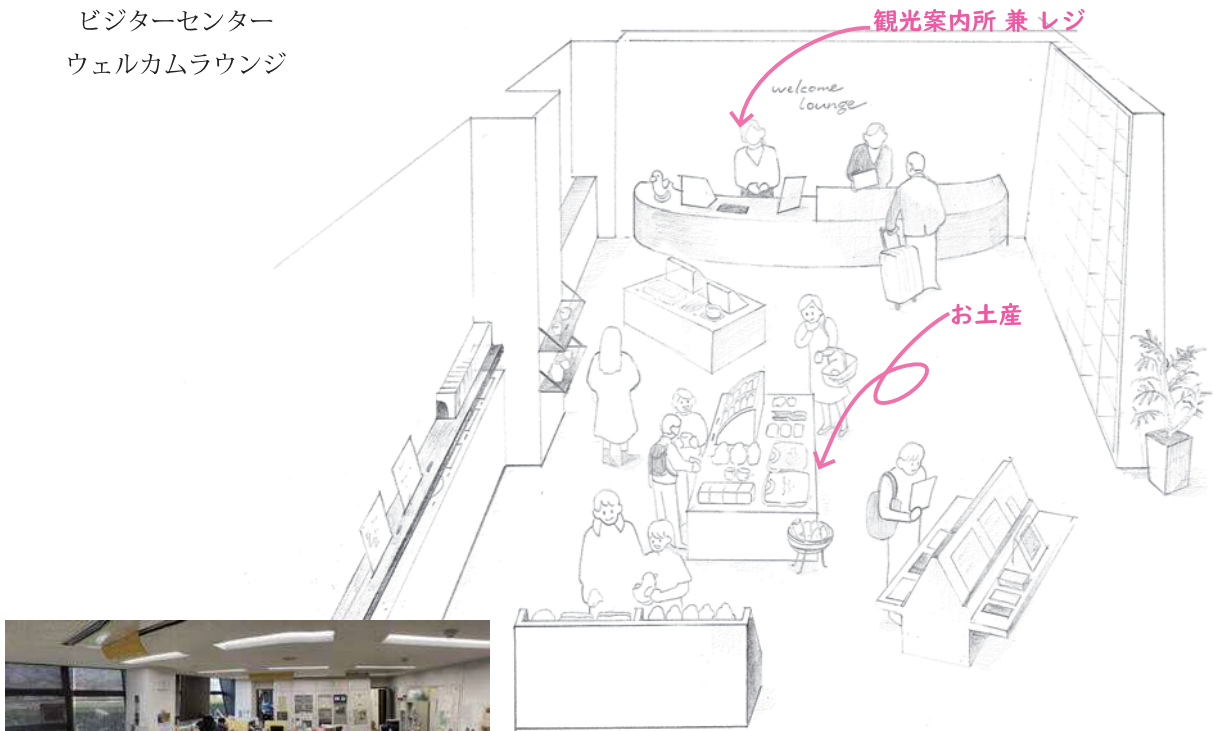 ビジターセンター
ウェルカムラウンジ
観光案内所 兼 レジ
welcome
lounge
お土産